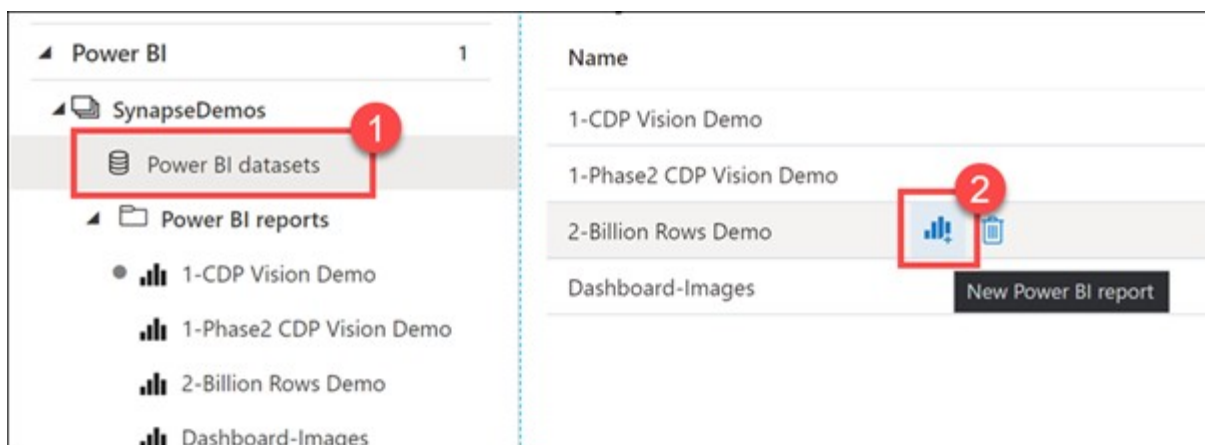 Power BI 1
SynapseDemos
1
Power BI datasets
Power BI reports
1-CDP Vision Demo
1-Phase2 CDP Vision Demo
2-Billion Rows Demo
Dashboard-Images
Name
1-CDP Vision Demo
1-Phase2 CDP Vision Demo
2
2-Billion Rows Demo
Dashboard-Images
New Power BI report